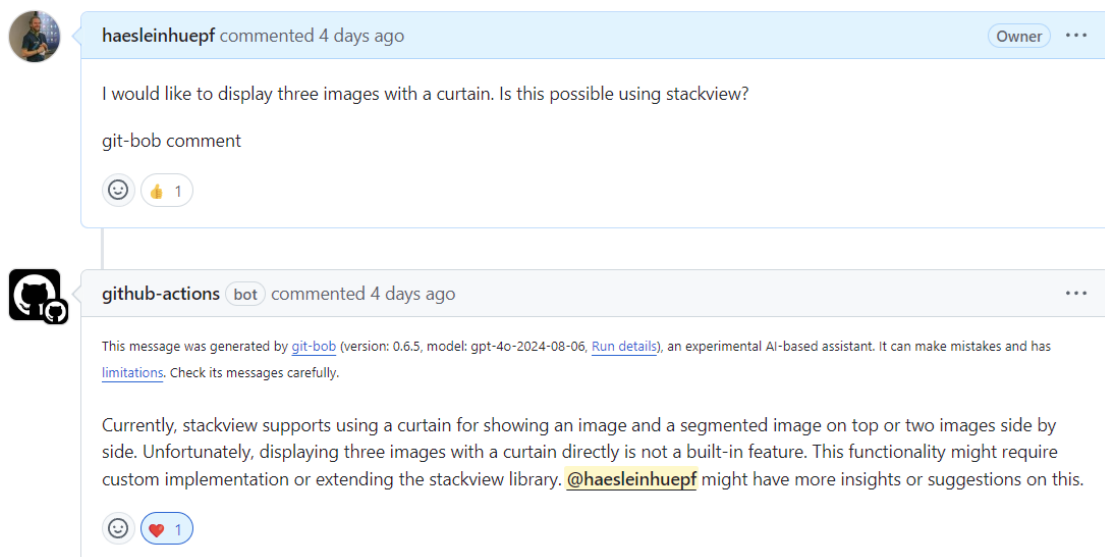 haesleinhuepf commented 4 days ago Owner
I would like to display three images with a curtain. Is this possible using stackview?
git-bob comment
1
github-actions bot commented 4 days ago
This message was generated by git-bob (version: 0.6.5, model: gpt-4o-2024-08-06, Run details), an experimental AI-based assistant. It can make mistakes and has
limitations. Check its messages carefully.
Currently, stackview supports using a curtain for showing an image and a segmented image on top or two images side by
side. Unfortunately, displaying three images with a curtain directly is not a built-in feature. This functionality might require
custom implementation or extending the stackview library. @haesleinhuepf might have more insights or suggestions on this.
1